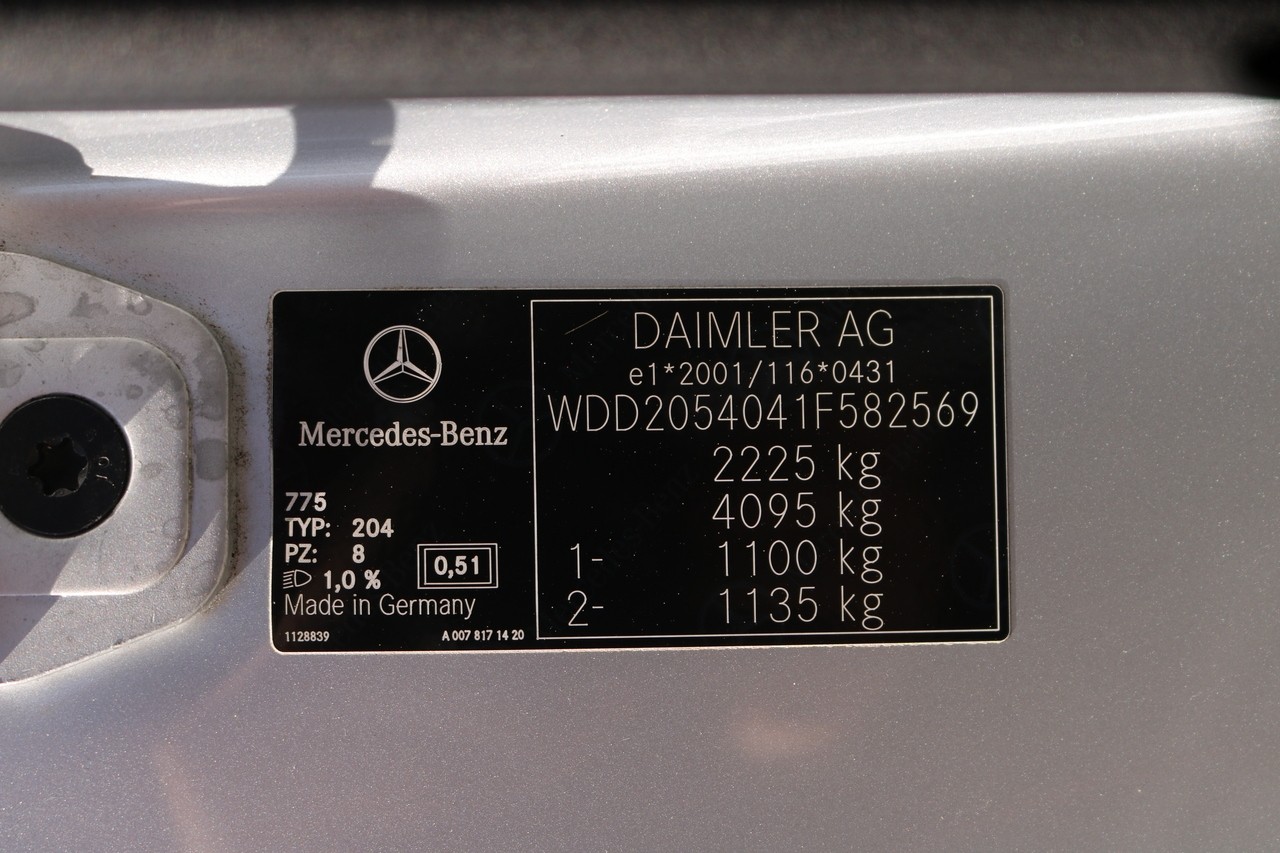 Mercedes-Benz
775
TYP: 204
PZ: 8
1,0 %
0,51
Made in Germany
1128839
A 007 817 14 20
DAIMLER AG
e1*2001/116*0431
WDD2054041F582569
2225 kg
4095 kg
1- 1100 kg
2- 1135 kg